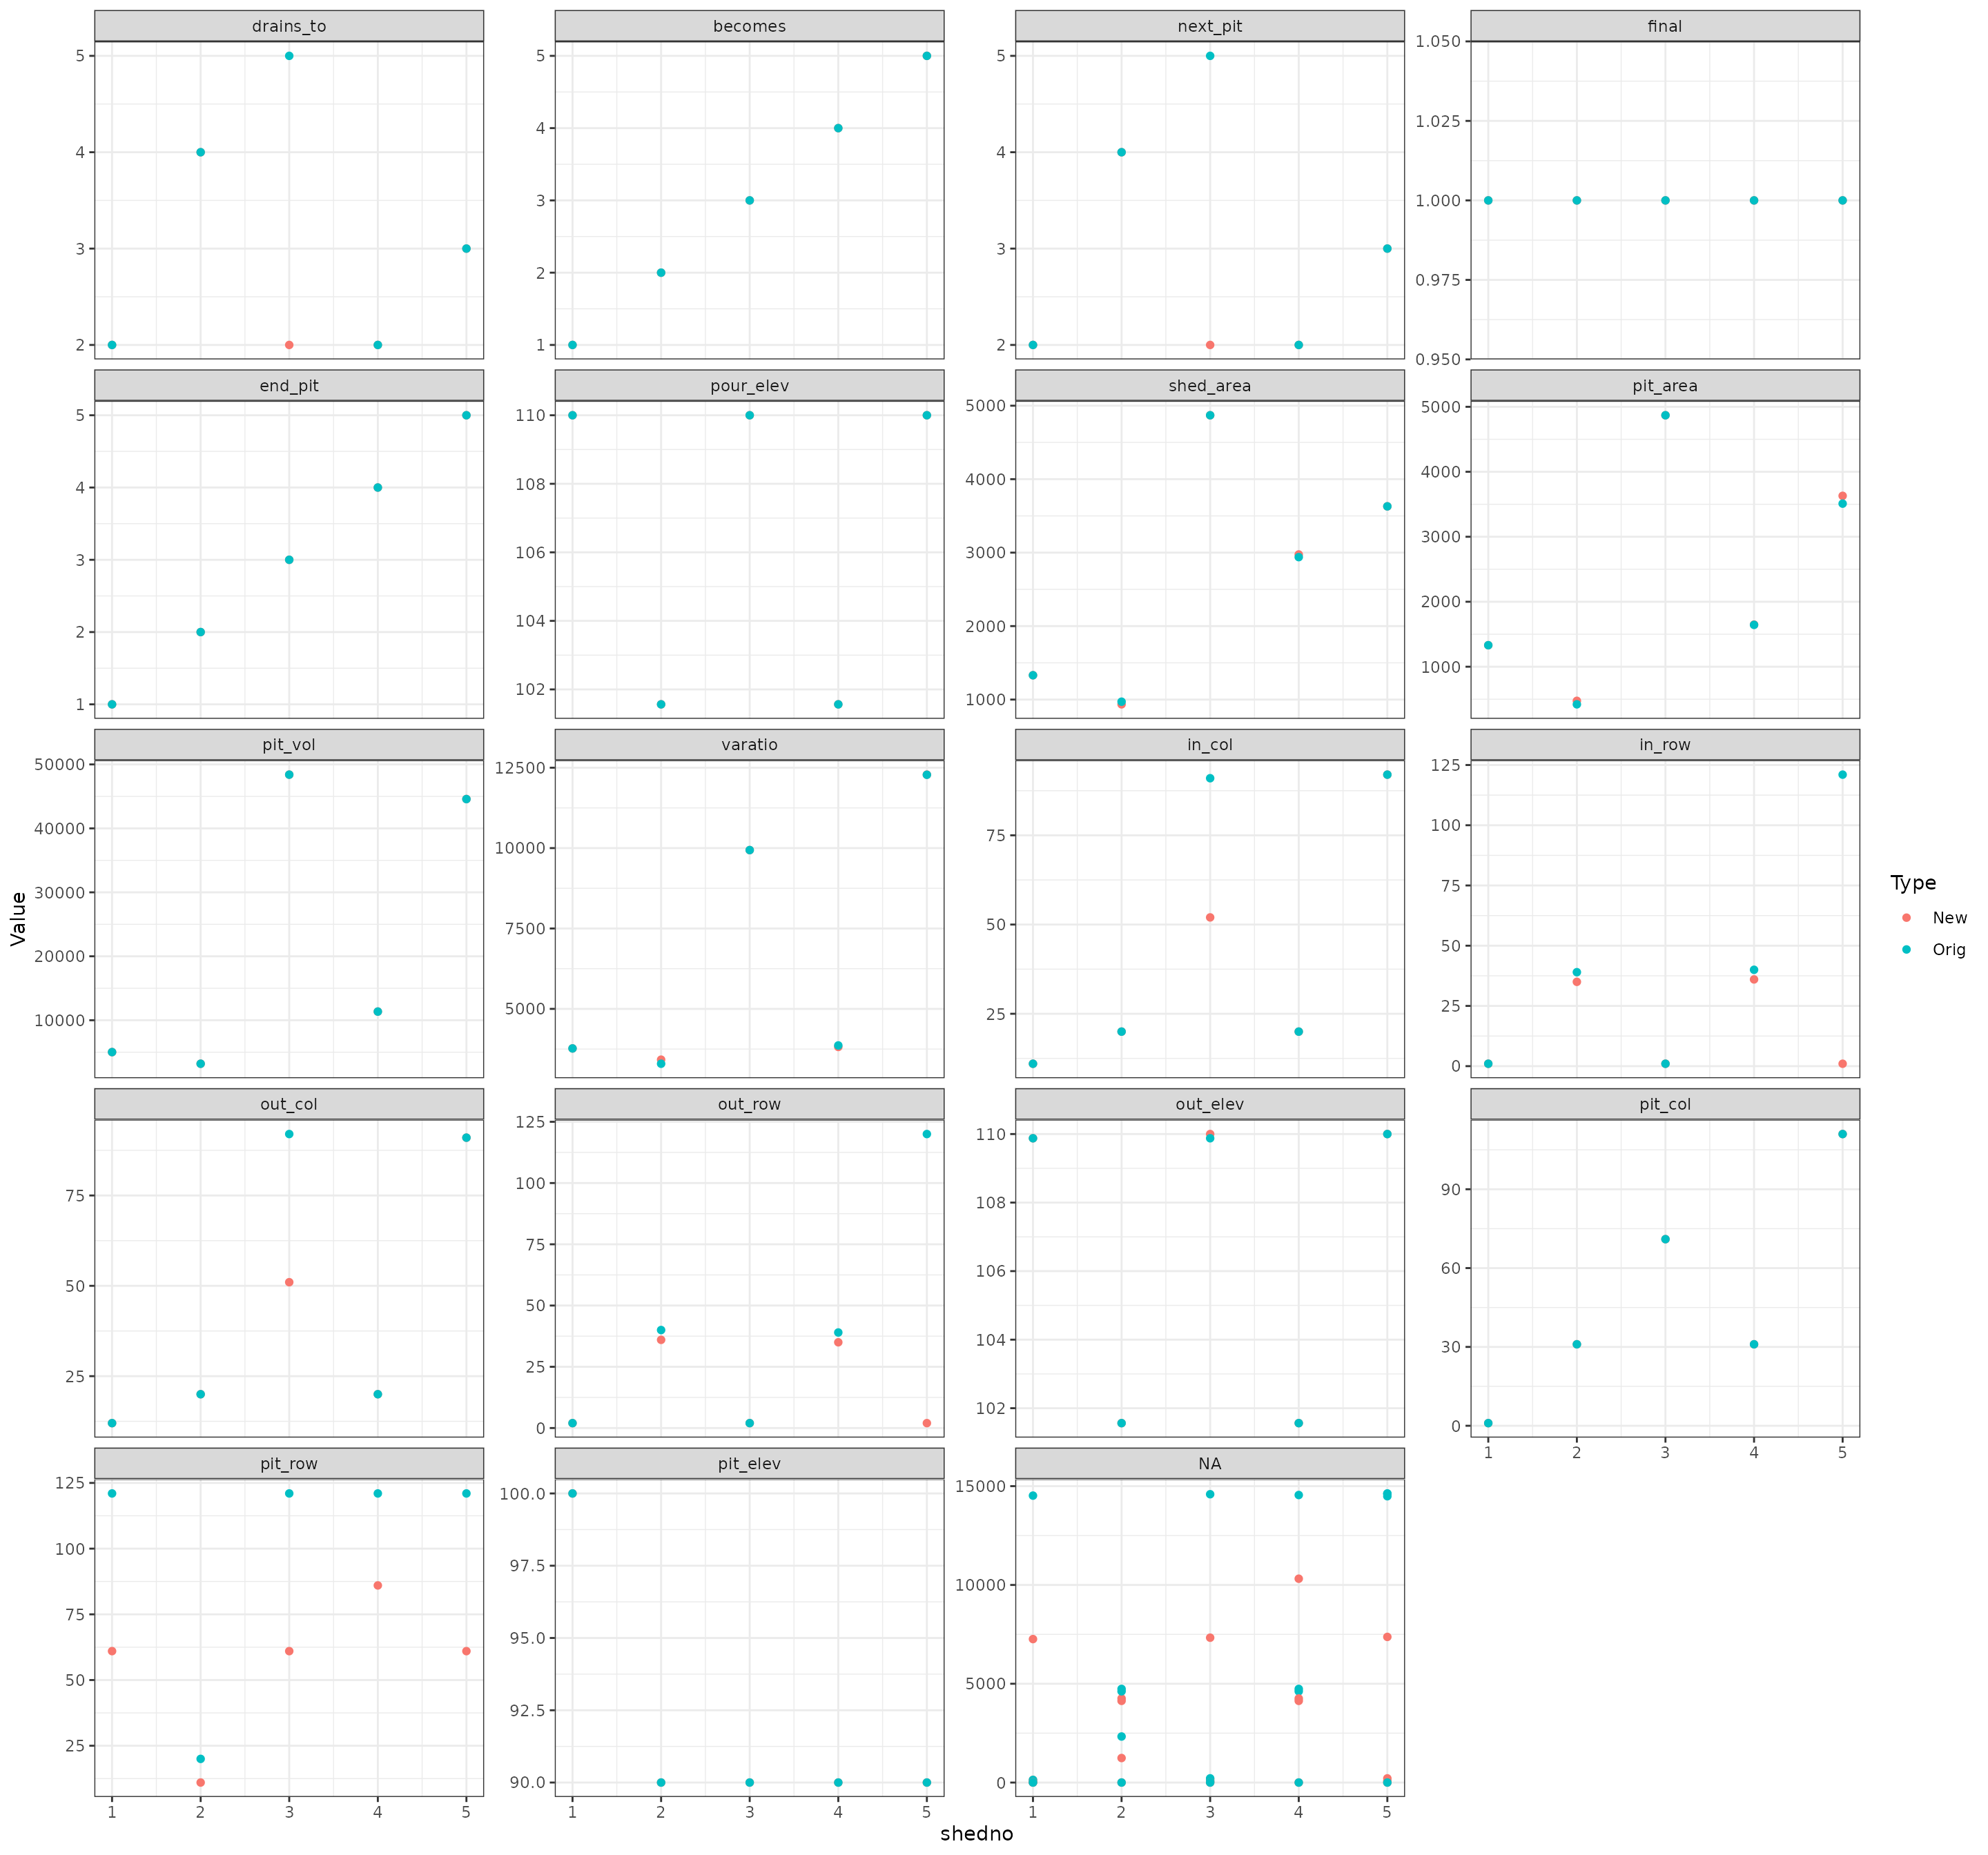 drains_to becomes next_pit final
5 5 5 1.050
4 4 4 1.025
3 3 3 1.000
2 2 2 0.975
1 0.950
end_pit pour_elev shed_area pit_area
5 110 5000 5000
4 108 4000 4000
3 106 3000 3000
2 104 2000 2000
1 102 1000 1000
pit_vol varatio in_col in_row
50000 12500 75 125
40000 10000 50 100
30000 7500 25 75
20000 5000 50
10000 25
0
out_col out_row out_elev pit_col
75 125 110 90
50 100 108 60
25 75 106 30
50 104 0
25 102
0
1 2 3 4 5
pit_row pit_elev NA
125 100.0 15000
100 97.5 10000
75 95.0 5000
50 92.5 0
25 90.0
1 2 3 4 5 1 2 3 4 5 1 2 3 4 5
shedno
Value
Type
New
Orig